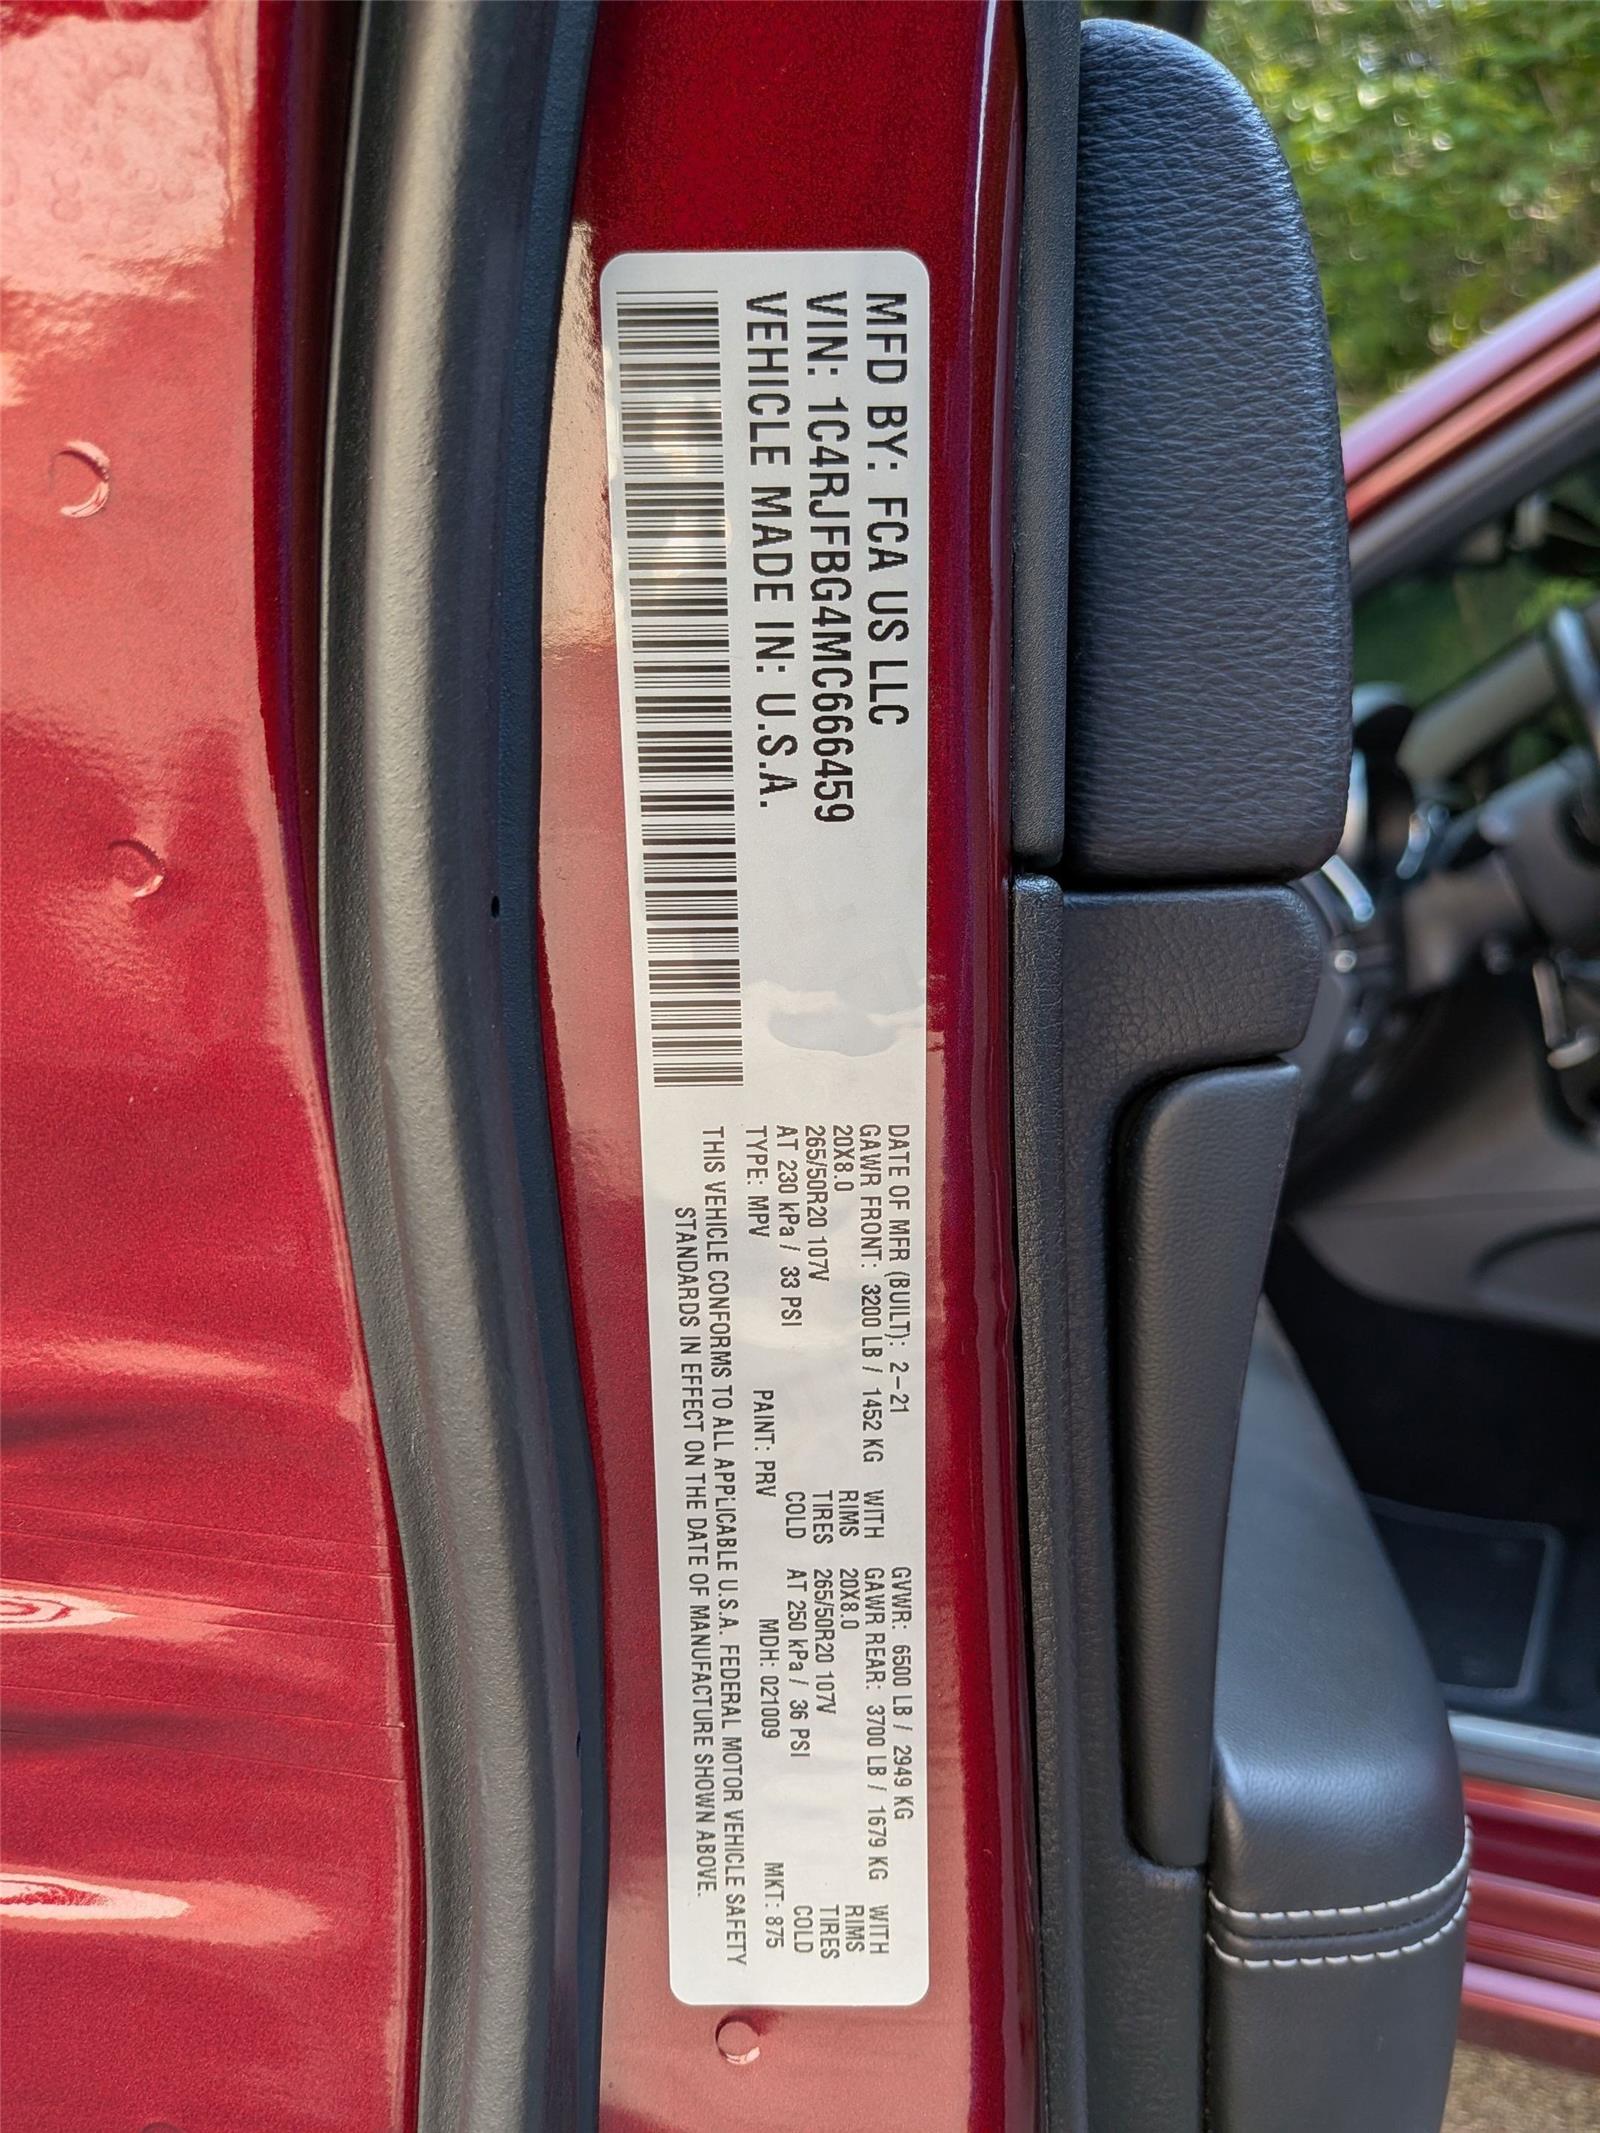 MFD BY: FCA US LLC
VIN: 1C4RJFBG4MC666459
VEHICLE MADE IN: U.S.A.
DATE OF MFR (BUILT): 2-21 GVWR: 6500 LB / 2949 KG
GAWR FRONT: 3200 LB / 1452 KG WITH GAWR REAR: 3700 LB / 1679 KG WITH
20X8.0 RIMS 20X8.0 RIMS
265/50R20 107V TIRES 265/50R20 107V TIRES
AT 230 kPa / 33 PSI COLD AT 250 kPa / 36 PSI COLD
TYPE: MPV PAINT: PRV MDH: 021009 MKT: 875
THIS VEHICLE CONFORMS TO ALL APPLICABLE U.S.A. FEDERAL MOTOR VEHICLE SAFETY
STANDARDS IN EFFECT ON THE DATE OF MANUFACTURE SHOWN ABOVE.